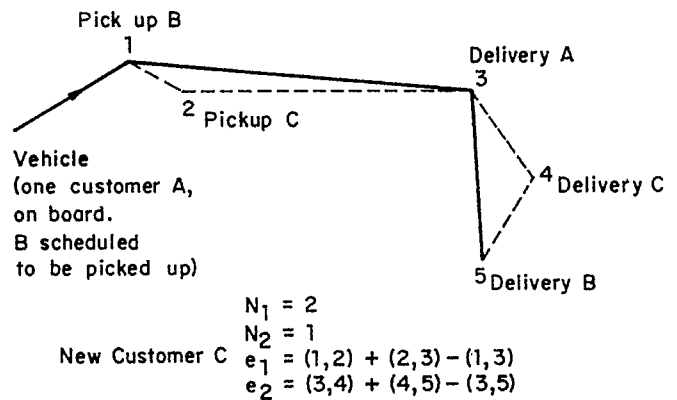 Pick up B
1
Delivery A
3
2
Pickup C
Vehicle
(one customer A,
on board.
B scheduled
to be picked up)
4 Delivery C
5 Delivery B
N1 = 2
N2 = 1
New Customer C
e1 = (1,2) + (2,3) – (1,3)
e2 = (3,4) + (4,5) – (3,5)